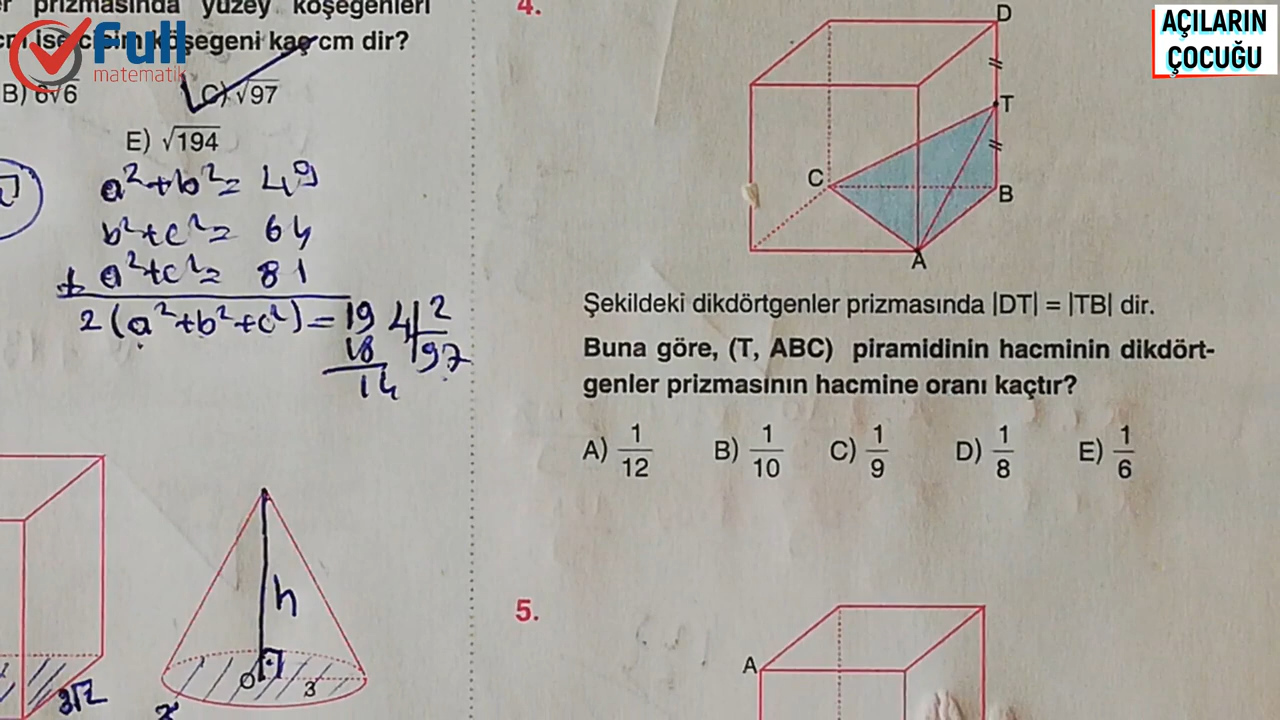 er prizmasında yüzey köşegenleri
cm ise cismin köşegeni kaç cm dir?
Full
matematik
B) 6√6
C) √97
E) √194
a²+b²= 49
b²+c²= 64
+ a²+c²= 81
2(a²+b²+c²)=194 2
18 97
14
h
O
3
3√2
4.
D
T
C
B
A
Şekildeki dikdörtgenler prizmasında |DT| = |TB| dir.
Buna göre, (T, ABC) piramidinin hacminin dikdört-
genler prizmasının hacmine oranı kaçtır?
A) 1/12 B) 1/10 C) 1/9 D) 1/8 E) 1/6
5.
A
AÇILARIN
ÇOCUĞU